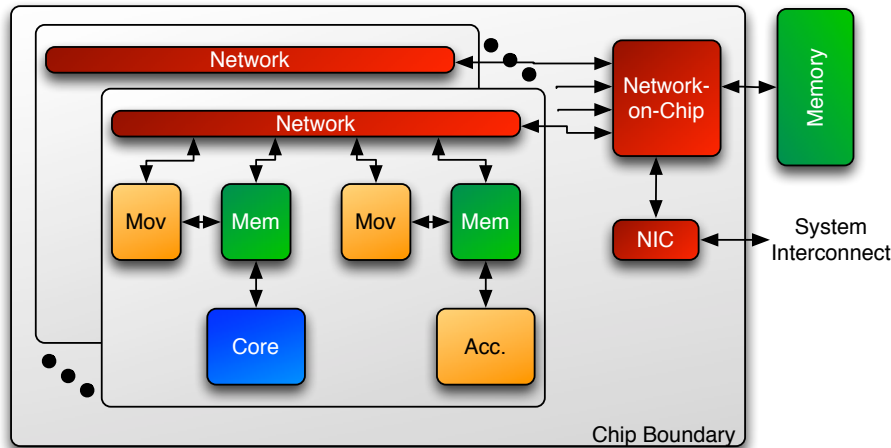 Network
Network-
on-Chip
Memory
Network
Mov
Mem
Mov
Mem
NIC
System
Interconnect
Core
Acc.
Chip Boundary